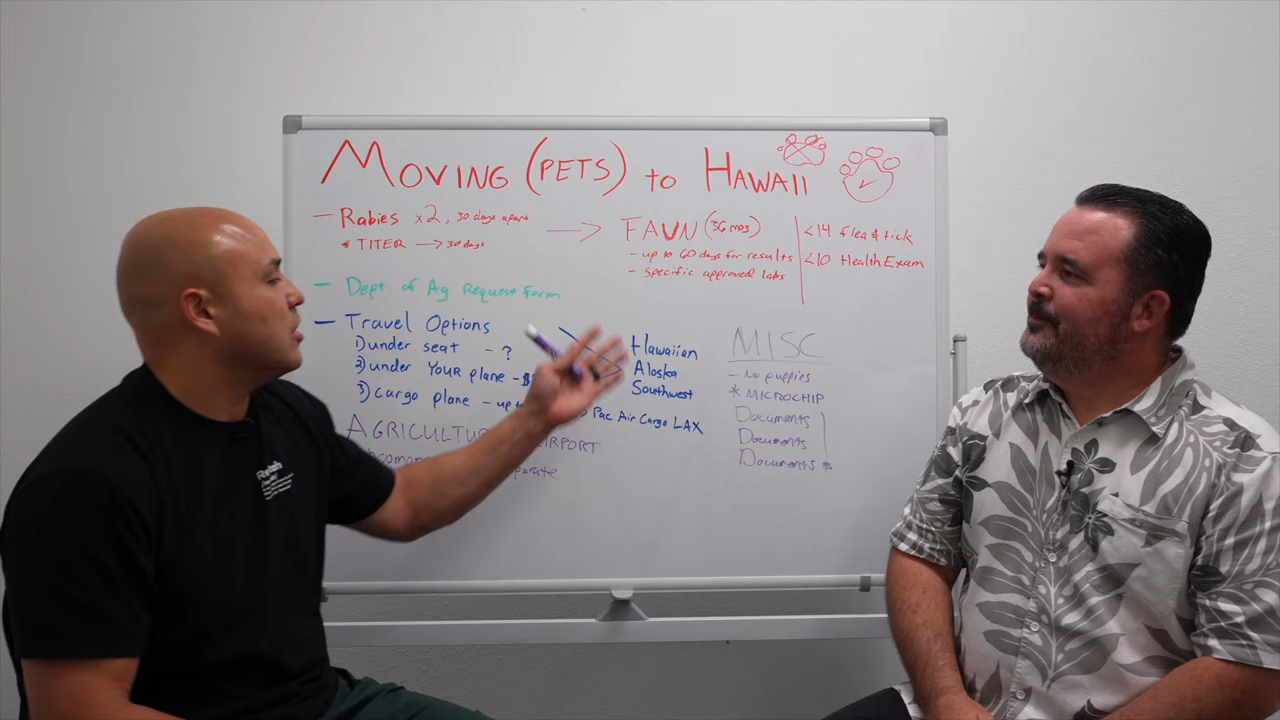 MOVING (PETS) to HAWAII
- Rabies x2; 30 days apart
* TITER → 30 days
→ FAVN (36 mos)
- up to 60 days for results
- specific approved labs
<14 flea & tick
<10 Health Exam
- Dept of Ag Request Form
- Travel Options
1) under seat - ?
2) under YOUR plane - $
3) cargo plane - up to
Hawaiian
Alaska
Southwest
Pac Air Cargo LAX
AGRICULTU
AIRPORT
MISC
- No puppies
* MICROCHIP
Documents
Documents
Documents *